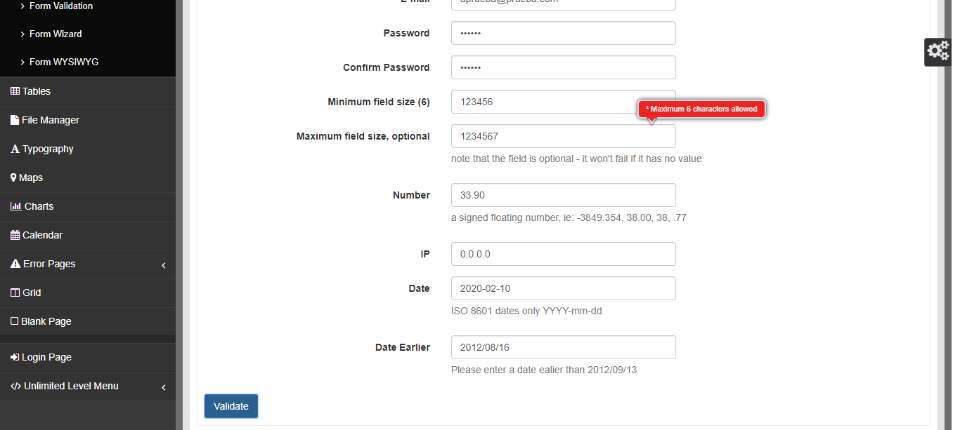 Form Validation
Form Wizard
Form WYSIWYG
Tables
File Manager
Typography
Maps
Charts
Calendar
Error Pages
Grid
Blank Page
Login Page
Unlimited Level Menu
E-mail
Password ••••••
Confirm Password ••••••
Minimum field size (6) 123456
* Maximum 6 characters allowed
Maximum field size, optional 1234567
note that the field is optional - it won't fail if it has no value
Number 33.90
a signed floating number, ie: -3849.354, 38.00, 38, .77
IP 0.0.0.0
Date 2020-02-10
ISO 8601 dates only YYYY-mm-dd
Date Earlier 2012/08/16
Please enter a date ealier than 2012/09/13
Validate